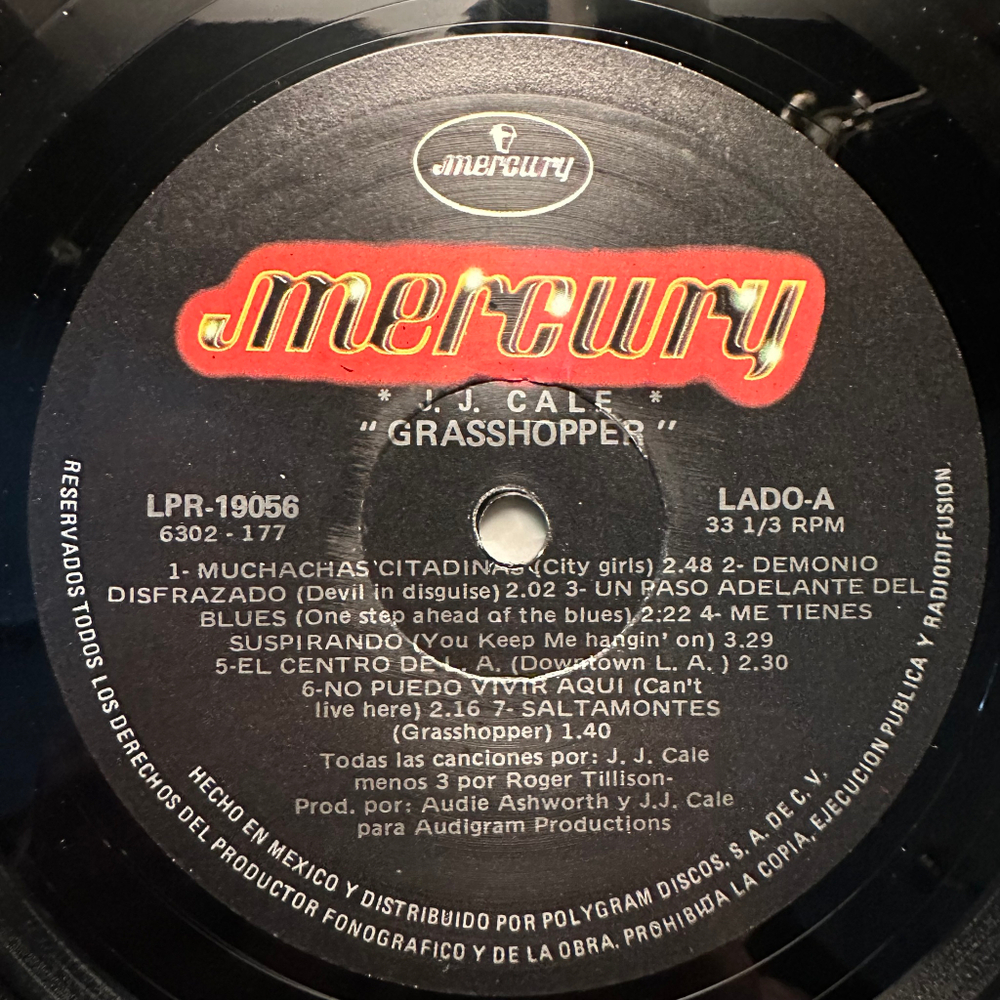 mercury
mercury
* J. J. CALE *
" GRASSHOPPER "
LPR-19056
6302 - 177
LADO-A
33 1/3 RPM
1- MUCHACHAS CITADINAS (City girls) 2.48 2- DEMONIO
DISFRAZADO (Devil in disguise) 2.02 3- UN PASO ADELANTE DEL
BLUES (One step ahead of the blues) 2:22 4- ME TIENES
SUSPIRANDO (You Keep Me hangin' on) 3.29
5-EL CENTRO DE L. A. (Downtown L. A. ) 2.30
6-NO PUEDO VIVIR AQUI (Can't
live here) 2.16 7- SALTAMONTES
(Grasshopper) 1.40
Todas las canciones por: J. J. Cale
menos 3 por Roger Tillison-
Prod. por: Audie Ashworth y J.J. Cale
para Audigram Productions
HECHO EN MEXICO Y DISTRIBUIDO POR POLYGRAM DISCOS, S. A. DE C. V.
RESERVADOS TODOS LOS DERECHOS DEL PRODUCTOR FONOGRAFICO Y DE LA OBRA. PROHIBIJA LA COPIA, EJECUCION PUBLICA Y RADIODIFUSION.